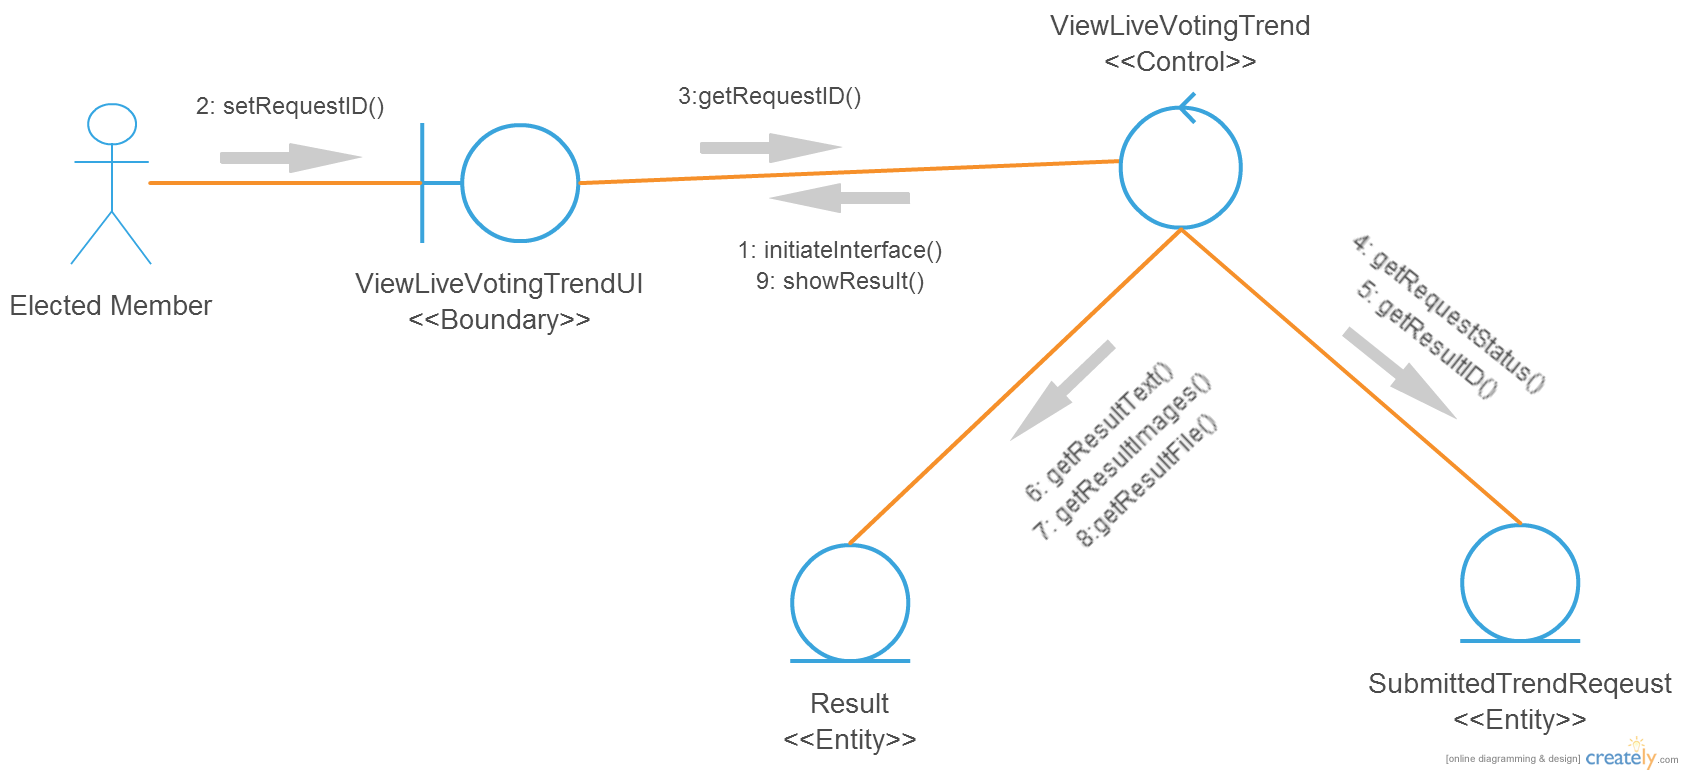 ViewLiveVotingTrend
<<Control>>
2: setRequestID()
3:getRequestID()
1: initiateInterface()
9: showResult()
Elected Member
ViewLiveVotingTrendUI
<<Boundary>>
4: getRequestStatus()
5: getResultID()
6: getResultText()
7: getResultImages()
8:getResultFile()
Result
<<Entity>>
SubmittedTrendReqeust
<<Entity>>
[online diagramming & design] creately.com